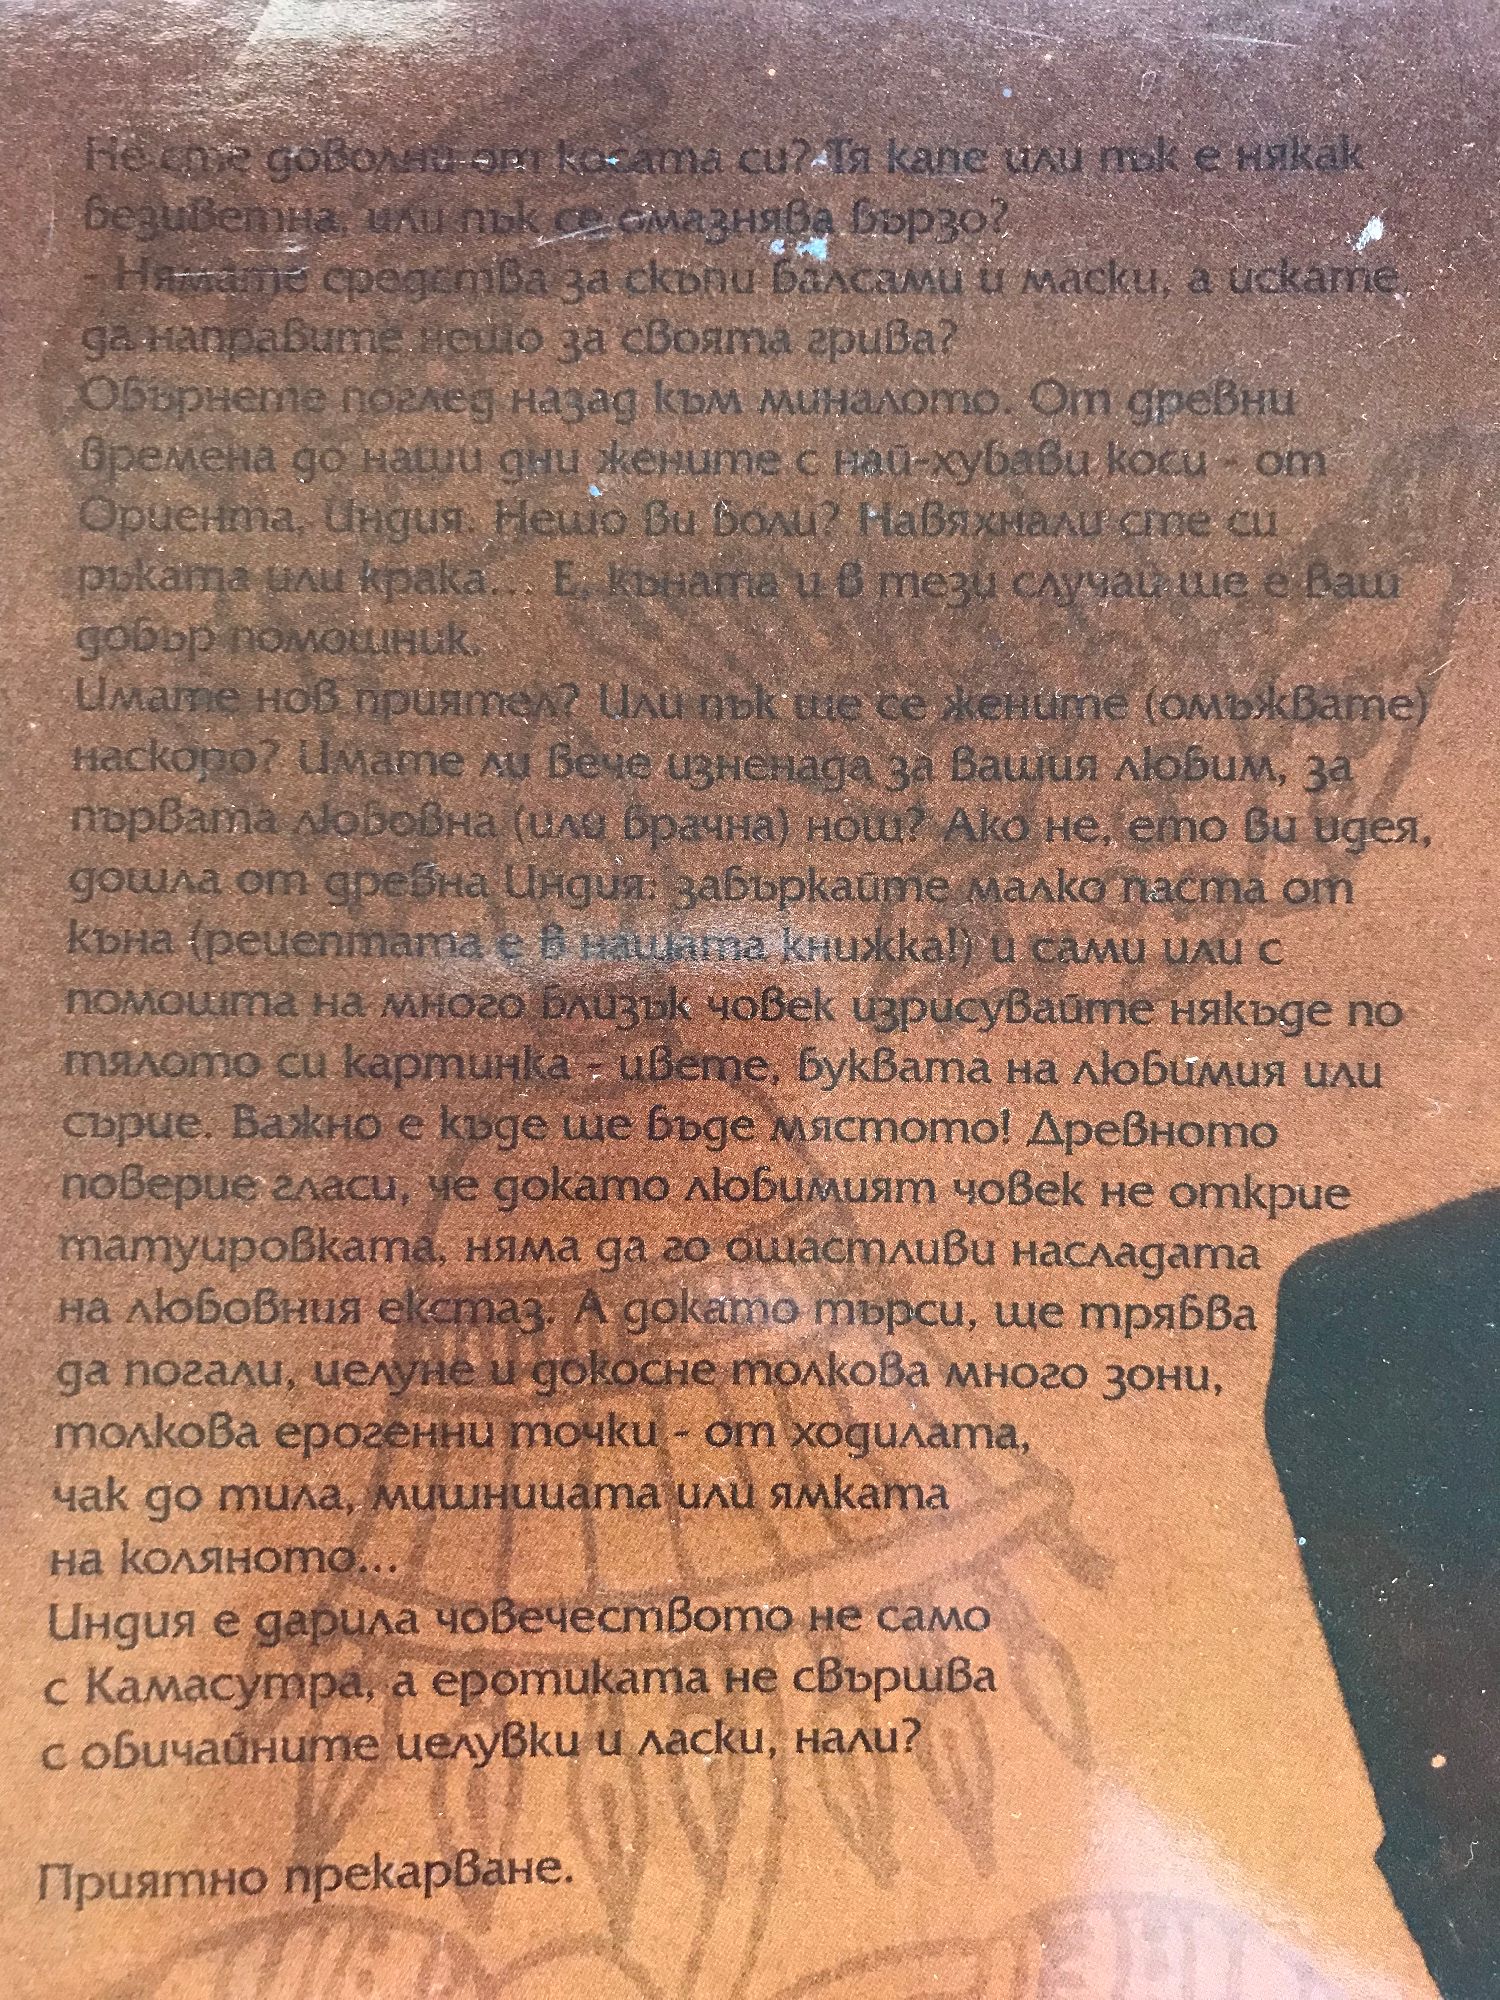 Не сте доволни от косата си? Тя капе или пък е някак
безцветна, или пък се омазнява бързо?
- Нямате средства за скъпи балсами и маски, а искате
да направите нещо за своята грива?
Обърнете поглед назад към миналото. От древни
времена до наши дни жените с най-хубави коси - от
Ориента, Индия. Нещо ви боли? Навяхнали сте си
ръката или крака... Е, къната и в тези случаи ще е ваш
добър помощник.
Имате нов приятел? Или пък ще се жените (омъжвате)
наскоро? Имате ли вече изненада за вашия любим, за
първата любовна (или брачна) нощ? Ако не, ето ви идея,
дошла от древна Индия: забъркайте малко паста от
къна (рецептата е в нашата книжка!) и сами или с
помощта на много близък човек изрисувайте някъде по
тялото си картинка - цвете, буквата на любимия или
сърце. Важно е къде ще бъде мястото! Древното
поверие гласи, че докато любимият човек не открие
татуировката, няма да го ощастливи насладата
на любовния екстаз. А докато търси, ще трябва
да погали, целуне и докосне толкова много зони,
толкова ерогенни точки - от ходилата,
чак до тила, мишницата или ямката
на коляното...
Индия е дарила човечеството не само
с Камасутра, а еротиката не свършва
с обичайните целувки и ласки, нали?
Приятно прекарване.